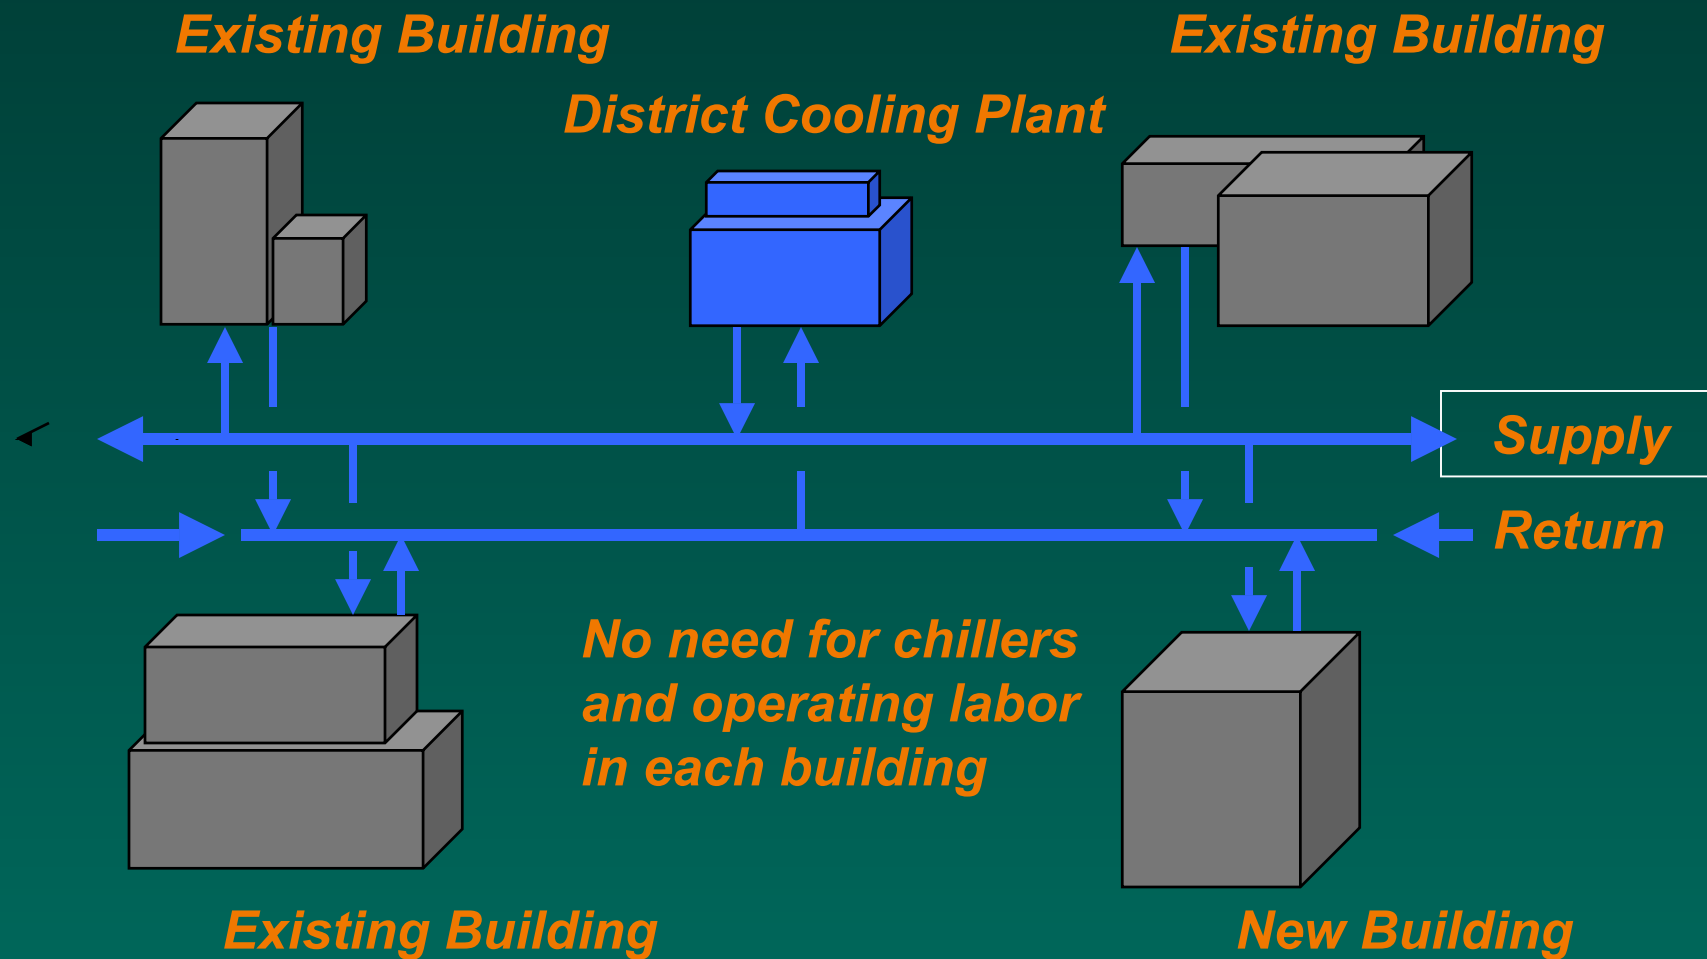 Existing Building
Existing Building
District Cooling Plant
Supply
Return
No need for chillers
and operating labor
in each building
Existing Building
New Building